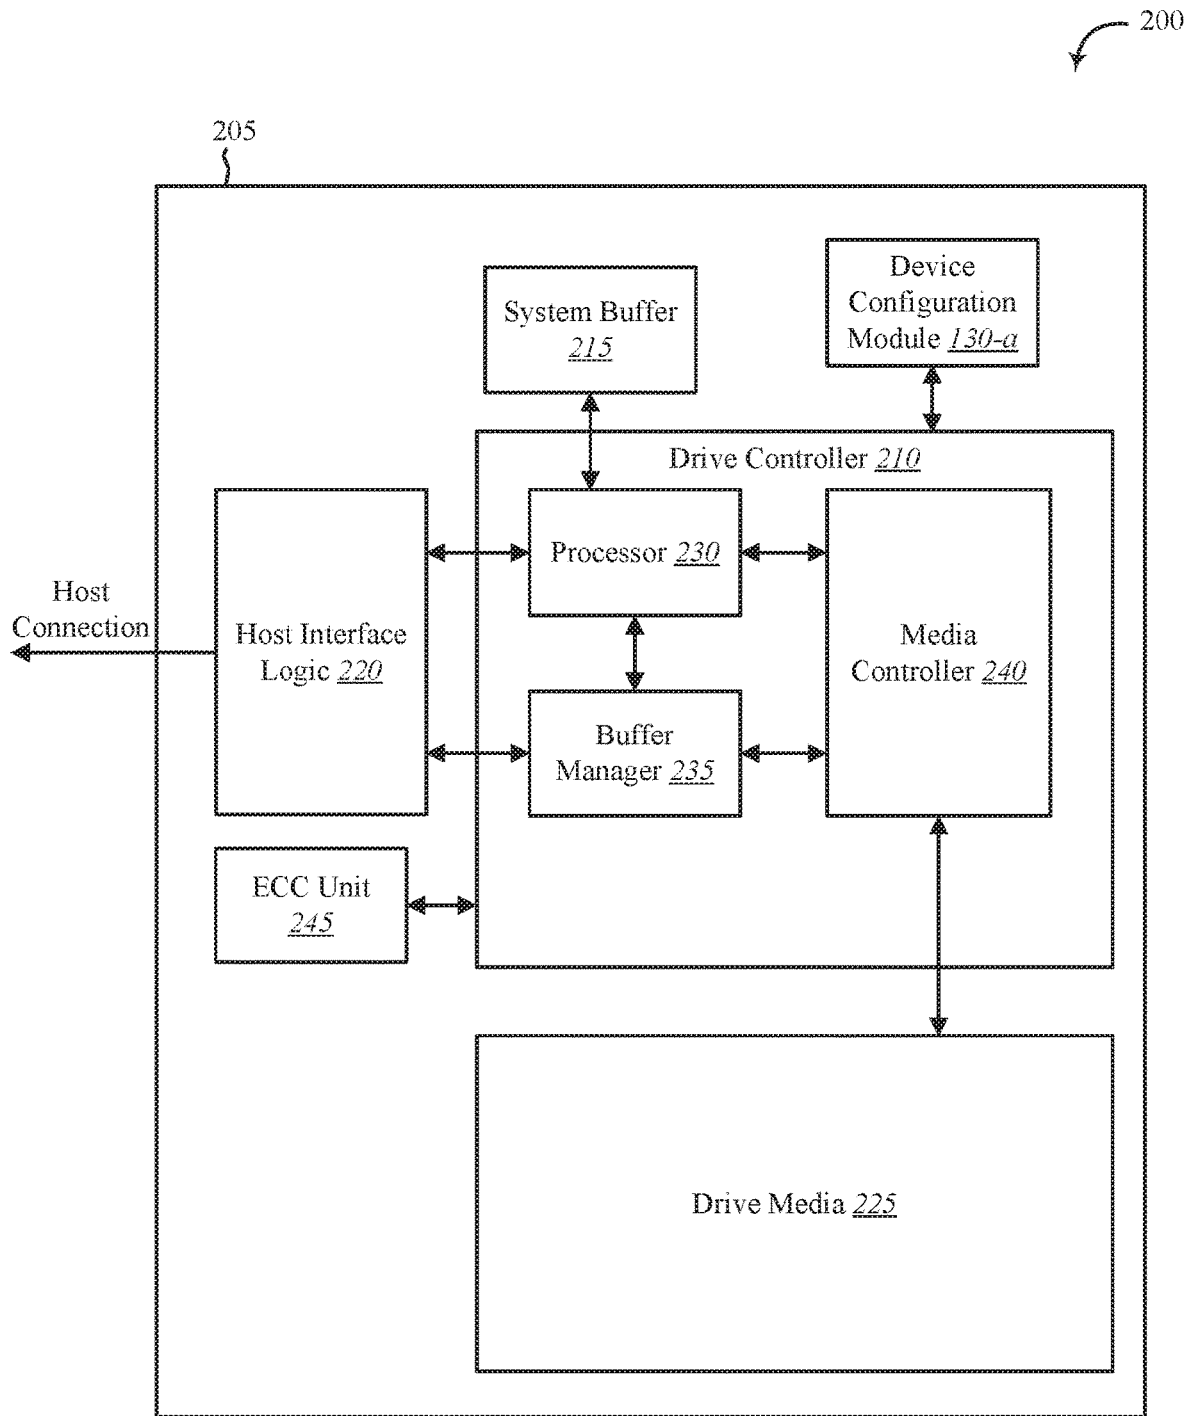 200
205
Device
Configuration
Module 130-a
System Buffer
215
Drive Controller 210
Processor 230
Host
Connection
Host Interface
Logic 220
Media
Controller 240
Buffer
Manager 235
ECC Unit
245
Drive Media 225